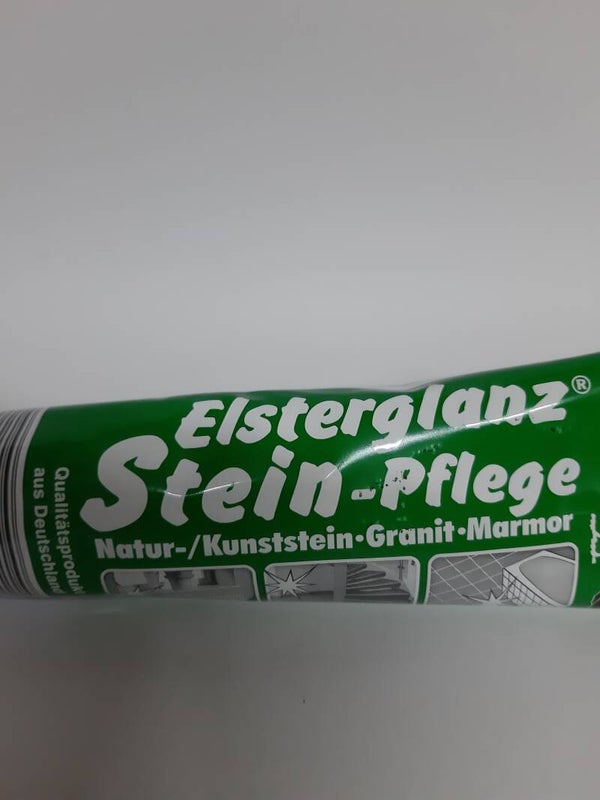 Elsterglanz®
Stein-Pflege
Natur-/Kunststein·Granit·Marmor
Qualitätsprodukt
aus Deutschland